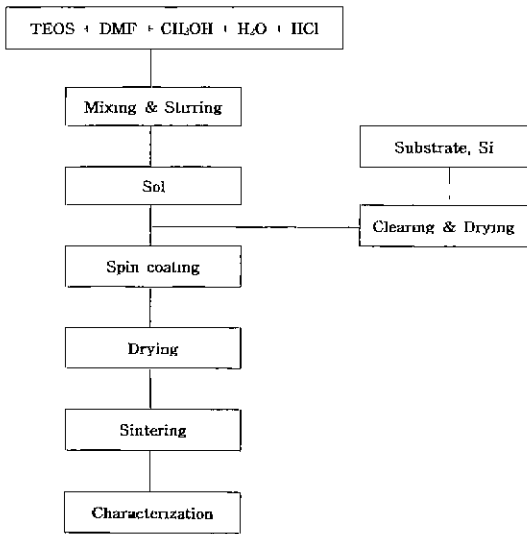 TEOS + DMF + CH₃OH + H₂O + HCl
Mixing & Stirring
Substrate, Si
Sol
Clearing & Drying
Spin coating
Drying
Sintering
Characterization